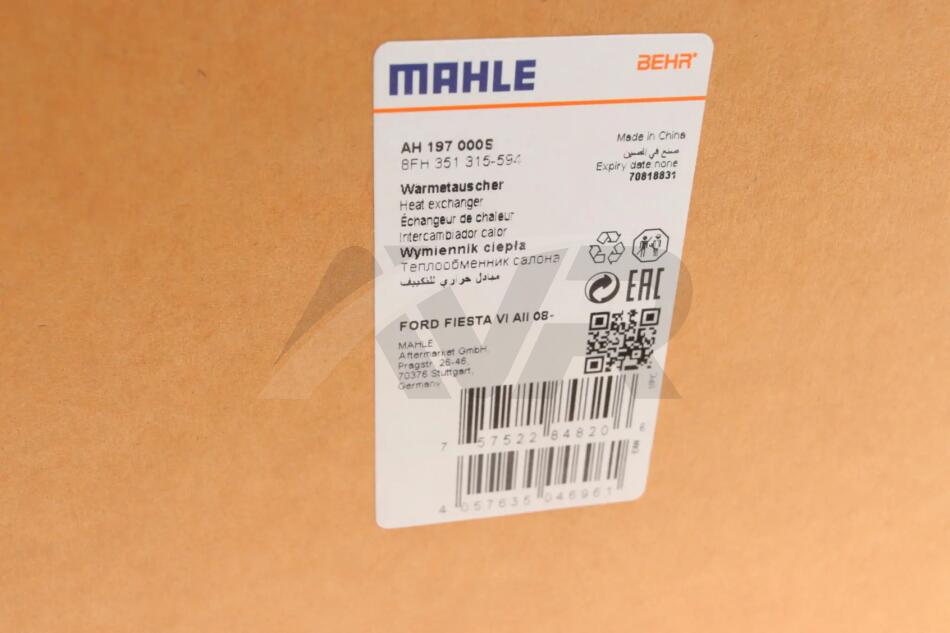 MAHLE
BEHR
AH 197 000S
8FH 351 315-594
Made in China
صنع في الصين
Expiry date:none
70818831
Warmetauscher
Heat exchanger
Échangeur de chaleur
Intercambiador calor
Wymiennik ciepła
Теплообменник салона
مبادل حراري للتكييف
EAC
FORD FIESTA VI All 08-
MAHLE
Aftermarket GmbH,
Pragstr. 26-46,
70376 Stuttgart,
Germany
7 57522 84820
4 057635 046961
AVR